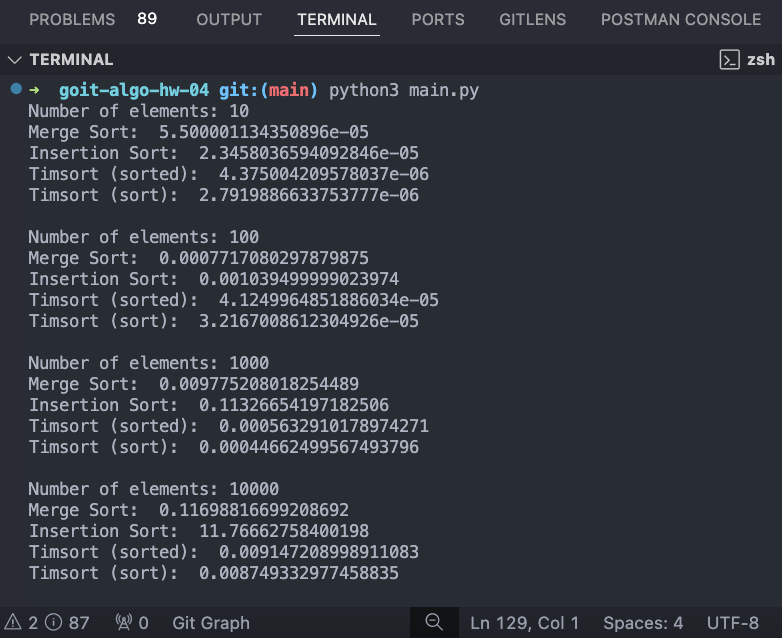 PROBLEMS 89 OUTPUT TERMINAL PORTS GITLENS POSTMAN CONSOLE
TERMINAL zsh
➜ goit-algo-hw-04 git:(main) python3 main.py
Number of elements: 10
Merge Sort:  5.500001134350896e-05
Insertion Sort:  2.3458036594092846e-05
Timsort (sorted):  4.375004209578037e-06
Timsort (sort):  2.7919886633753777e-06

Number of elements: 100
Merge Sort:  0.0007717080297879875
Insertion Sort:  0.001039499999023974
Timsort (sorted):  4.1249964851886034e-05
Timsort (sort):  3.2167008612304926e-05

Number of elements: 1000
Merge Sort:  0.009775208018254489
Insertion Sort:  0.11326654197182506
Timsort (sorted):  0.0005632910178974271
Timsort (sort):  0.00044662499567493796

Number of elements: 10000
Merge Sort:  0.11698816699208692
Insertion Sort:  11.76662758400198
Timsort (sorted):  0.009147208998911083
Timsort (sort):  0.008749332977458835
2 87 0 Git Graph Ln 129, Col 1 Spaces: 4 UTF-8